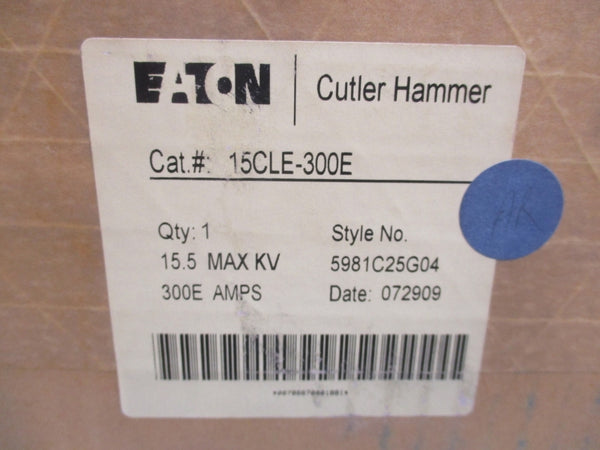 EATON
Cutler Hammer
Cat.#: 15CLE-300E
Qty: 1
Style No.
15.5 MAX KV
5981C25G04
300E AMPS
Date: 072909
AK